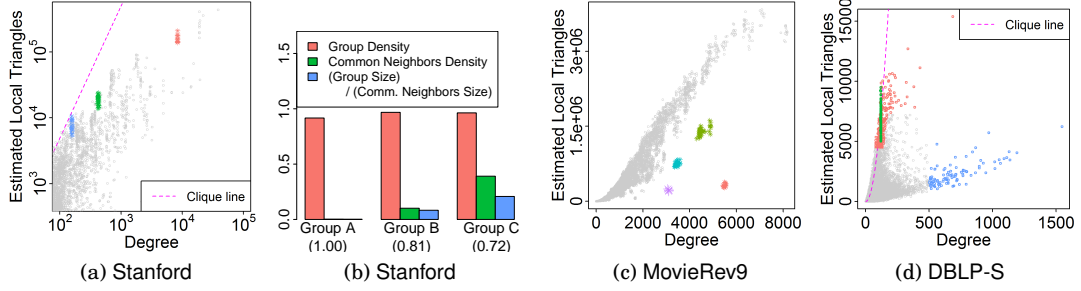 Estimated Local Triangles
10^5
10^4
10^3
10^2
10^3
10^4
10^5
Degree
Clique line
(a) Stanford
1.5
1.0
0.5
0.0
Group Density
Common Neighbors Density
(Group Size)
/ (Comm. Neighbors Size)
Group A
(1.00)
Group B
(0.81)
Group C
(0.72)
(b) Stanford
Estimated Local Triangles
3e+06
1.5e+06
0
0
2000
4000
6000
8000
Degree
(c) MovieRev9
Estimated Local Triangles
15000
10000
5000
0
0
500
1000
1500
Degree
Clique line
(d) DBLP-S